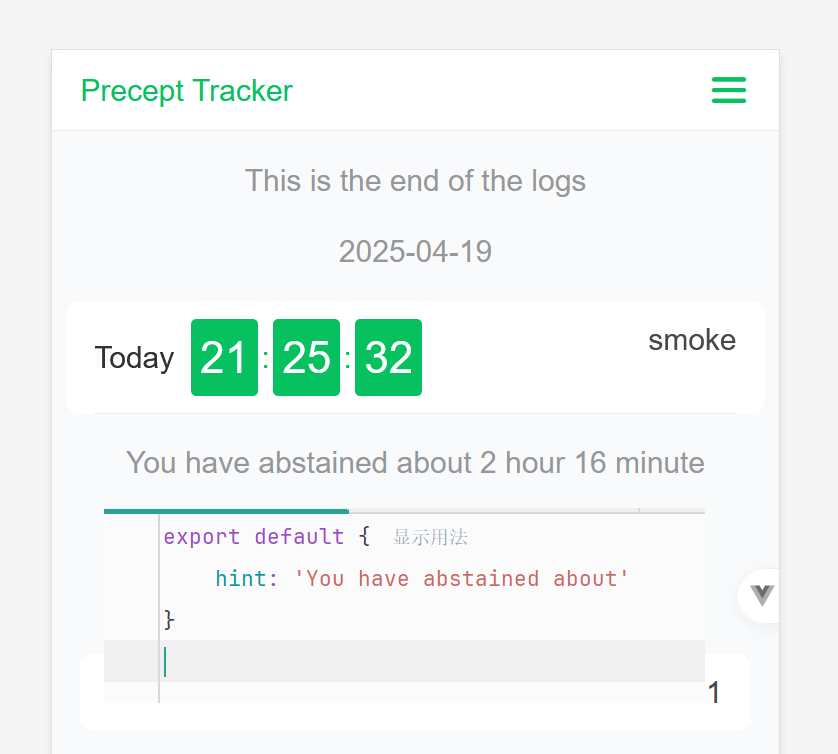 Precept Tracker
This is the end of the logs
2025-04-19
Today 21:25:32 smoke
You have abstained about 2 hour 16 minute
export default { 显示用法
hint: 'You have abstained about'
}
1